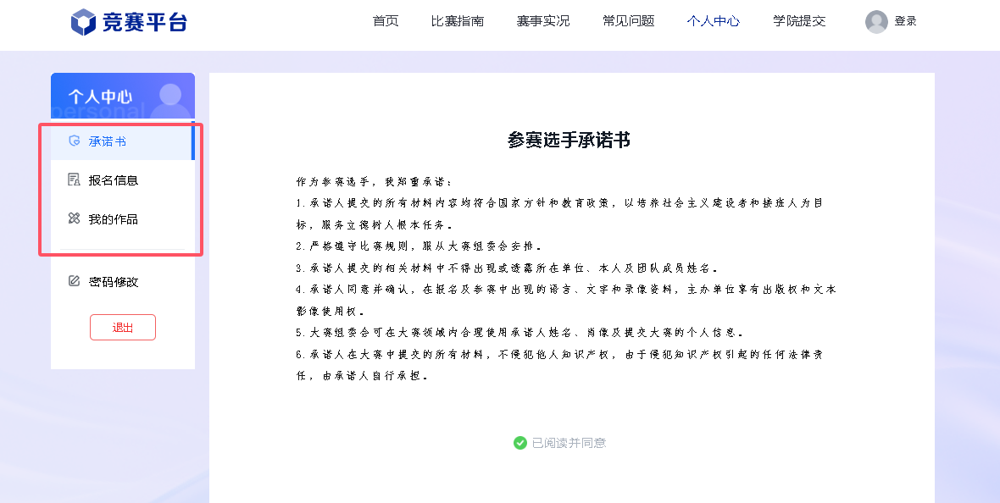 竞赛平台
首页 比赛指南 赛事实况 常见问题 个人中心 学院提交 登录
个人中心
personal
承诺书
报名信息
我的作品
密码修改
退出
参赛选手承诺书
作为参赛选手，我郑重承诺：
1.承诺人提交的所有材料内容均符合国家方针和教育政策，以培养社会主义建设者和接班人为目
标，服务立德树人根本任务。
2.严格遵守比赛规则，服从大赛组委会安排。
3.承诺人提交的相关材料中不得出现或透露所在单位、本人及团队成员姓名。
4.承诺人同意并确认，在报名及参赛中出现的语言、文字和录像资料，主办单位享有出版权和文本
影像使用权。
5.大赛组委会可在大赛领域内合理使用承诺人姓名、肖像及提交大赛的个人信息。
6.承诺人在大赛中提交的所有材料，不侵犯他人知识产权，由于侵犯知识产权引起的任何法律责
任，由承诺人自行承担。
已阅读并同意